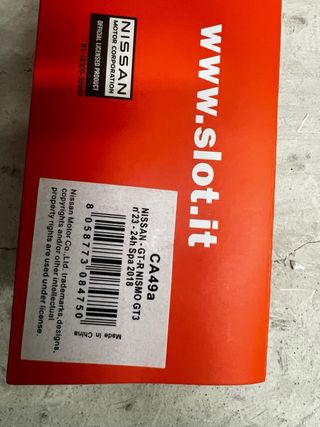 www.slot.it
NISSAN
MOTOR CORPORATION
OFFICIAL LICENSED PRODUCT
CA49a
NISSAN - GT-R NISMO GT3
n°23 - 24h Spa 2018
8 058773 084750
Made in China
Nissan Motor Co.,Ltd. trademarks,designs,
copyrights and/or other intellectual
property rights are used under license.